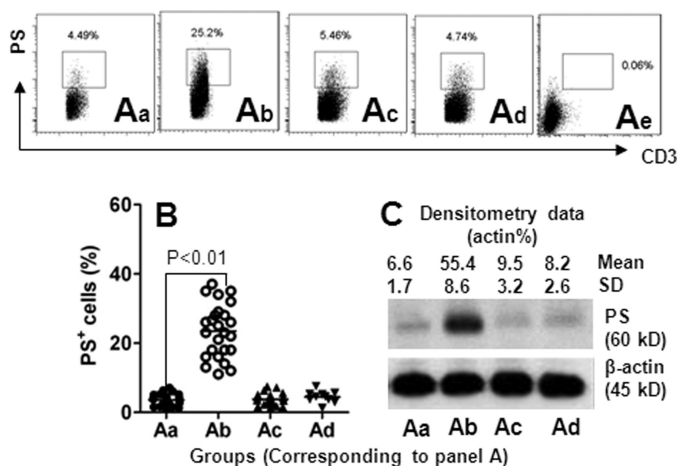 4.49% 25.2% 5.46% 4.74% 0.06%
PS
Aa Ab Ac Ad Ae
CD3
B
60
40
20
0
PS+ cells (%)
P<0.01
Aa Ab Ac Ad
Groups (Corresponding to panel A)
C Densitometry data
(actin%)
6.6 55.4 9.5 8.2 Mean
1.7 8.6 3.2 2.6 SD
PS
(60 kD)
β-actin
(45 kD)
Aa Ab Ac Ad